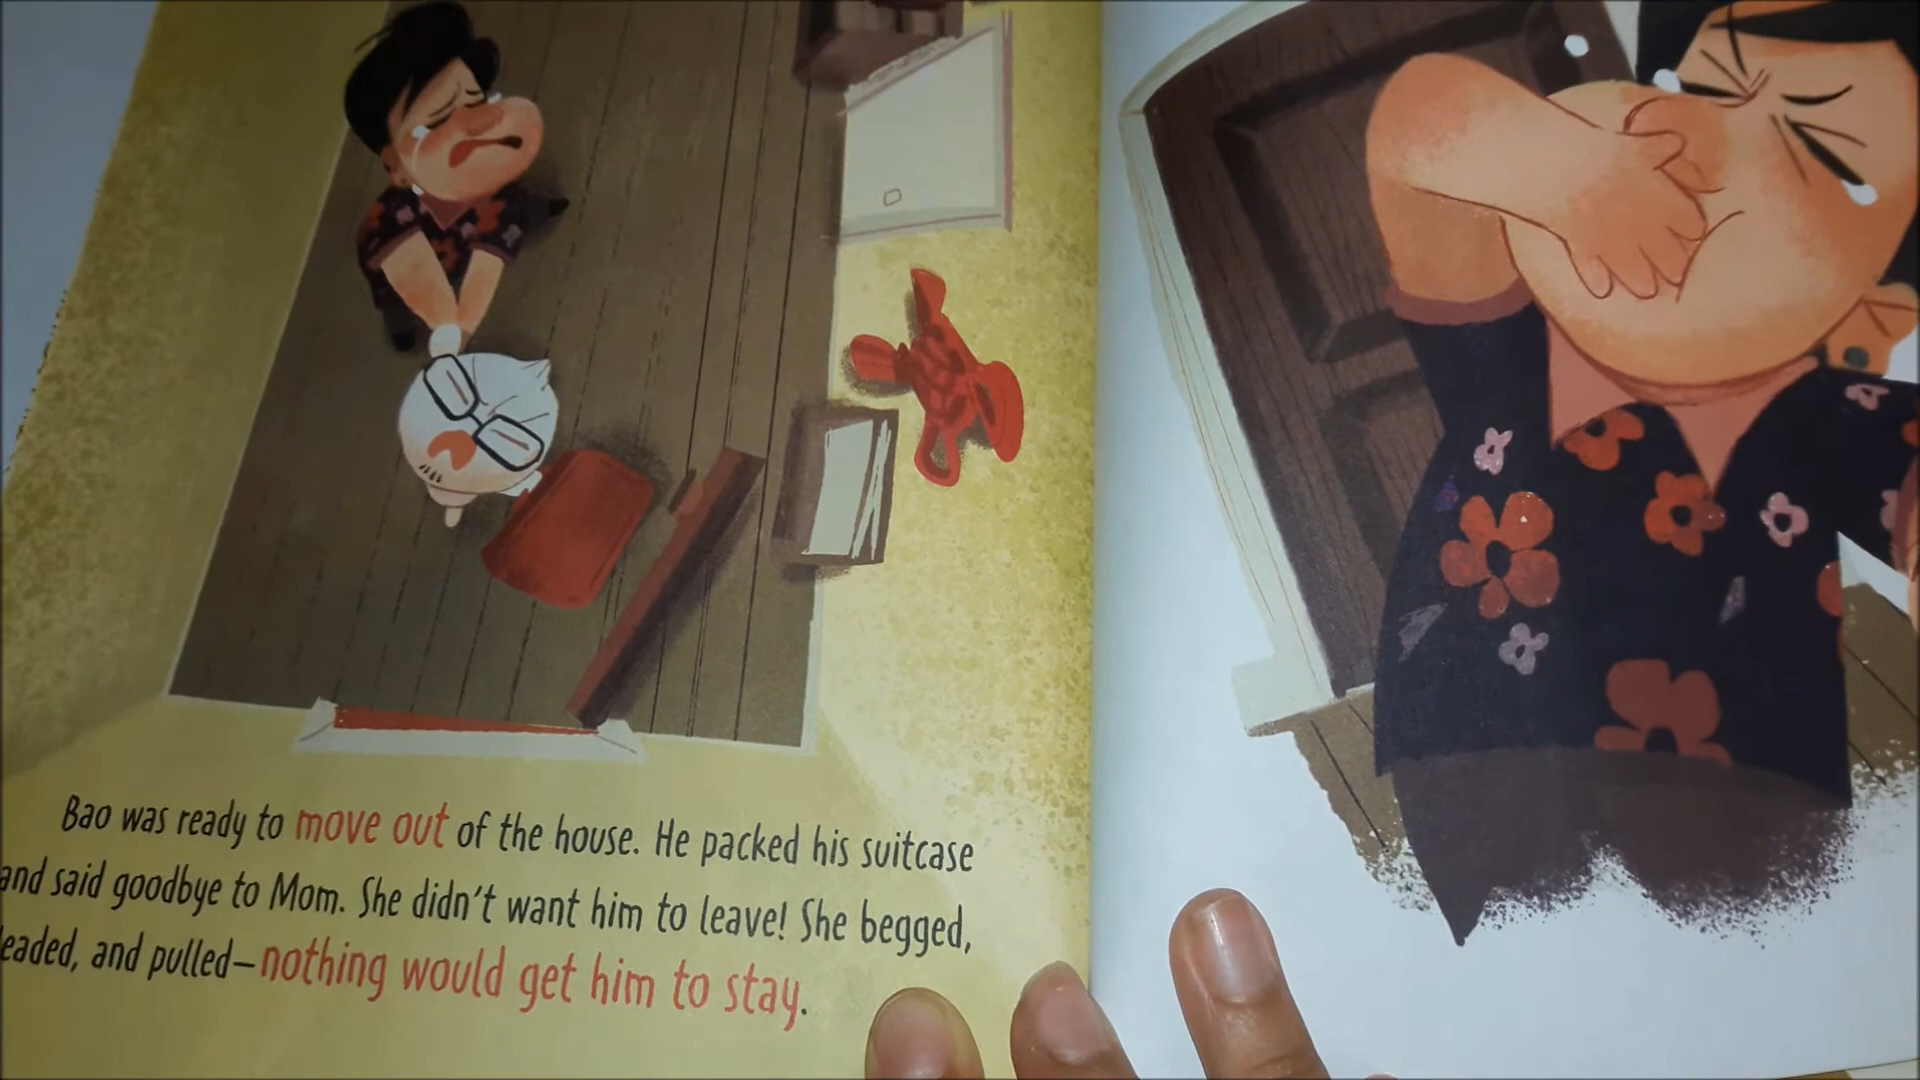 Bao was ready to move out of the house. He packed his suitcase
and said goodbye to Mom. She didn't want him to leave! She begged,
leaded, and pulled—nothing would get him to stay.